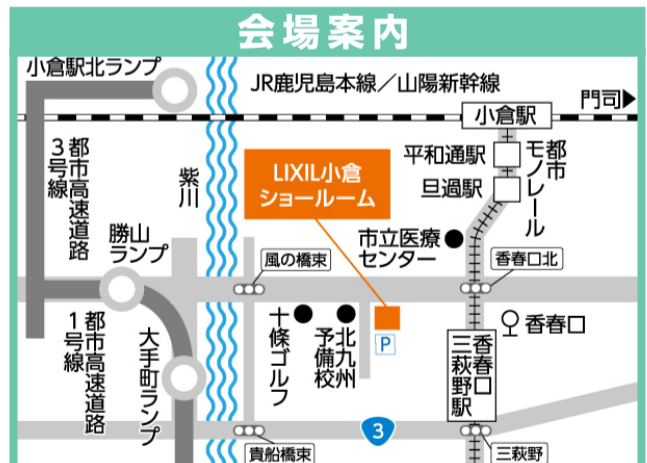 会場案内
小倉駅北ランプ
JR鹿児島本線／山陽新幹線
門司▶
小倉駅
都市高速道路
3号線
紫川
LIXIL小倉
ショールーム
平和通駅
旦過駅
都市
モノレール
勝山
ランプ
市立医療
センター
風の橋東
香春口北
都市高速道路
1号線
大手町ランプ
十條ゴルフ
北九州
予備校
P
香春口
香春口
三萩野駅
3
貴船橋東
三萩野